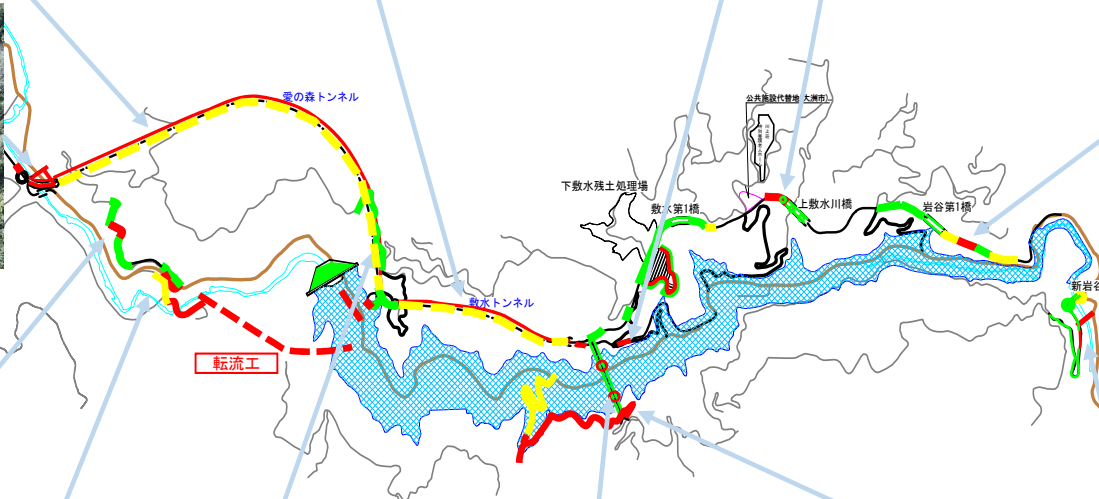 愛の森トンネル
公共施設代替地(大洲市)
下敷水残土処理場
敷水第1橋
上敷水川橋
岩谷第1橋
新岩谷
敷水トンネル
転流工